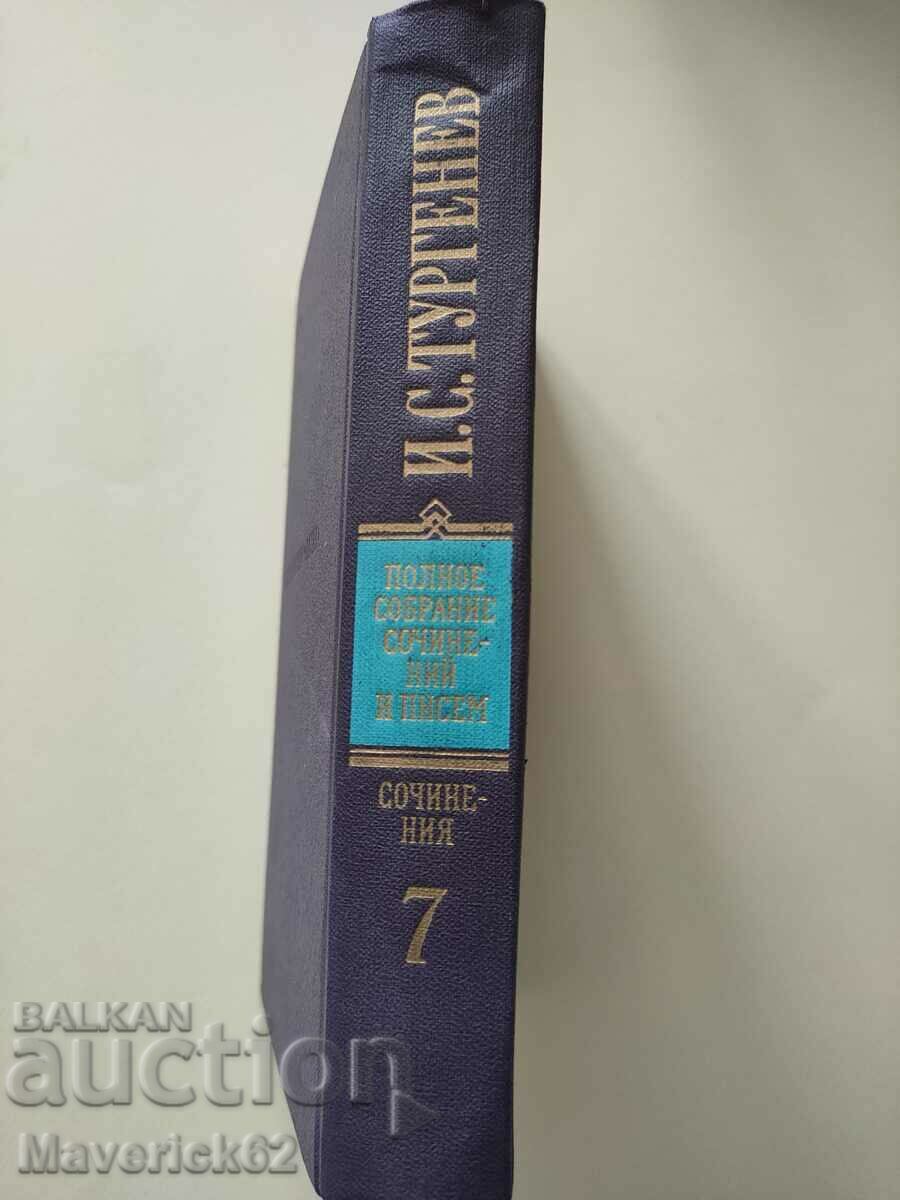 И.С.ТУРГЕНЕВ
ПОЛНОЕ
СОБРАНИЕ
СОЧИНЕ-
НИЙ
И ПИСЕМ
СОЧИНЕ-
НИЯ
7
BALKAN
auction
Maverick62